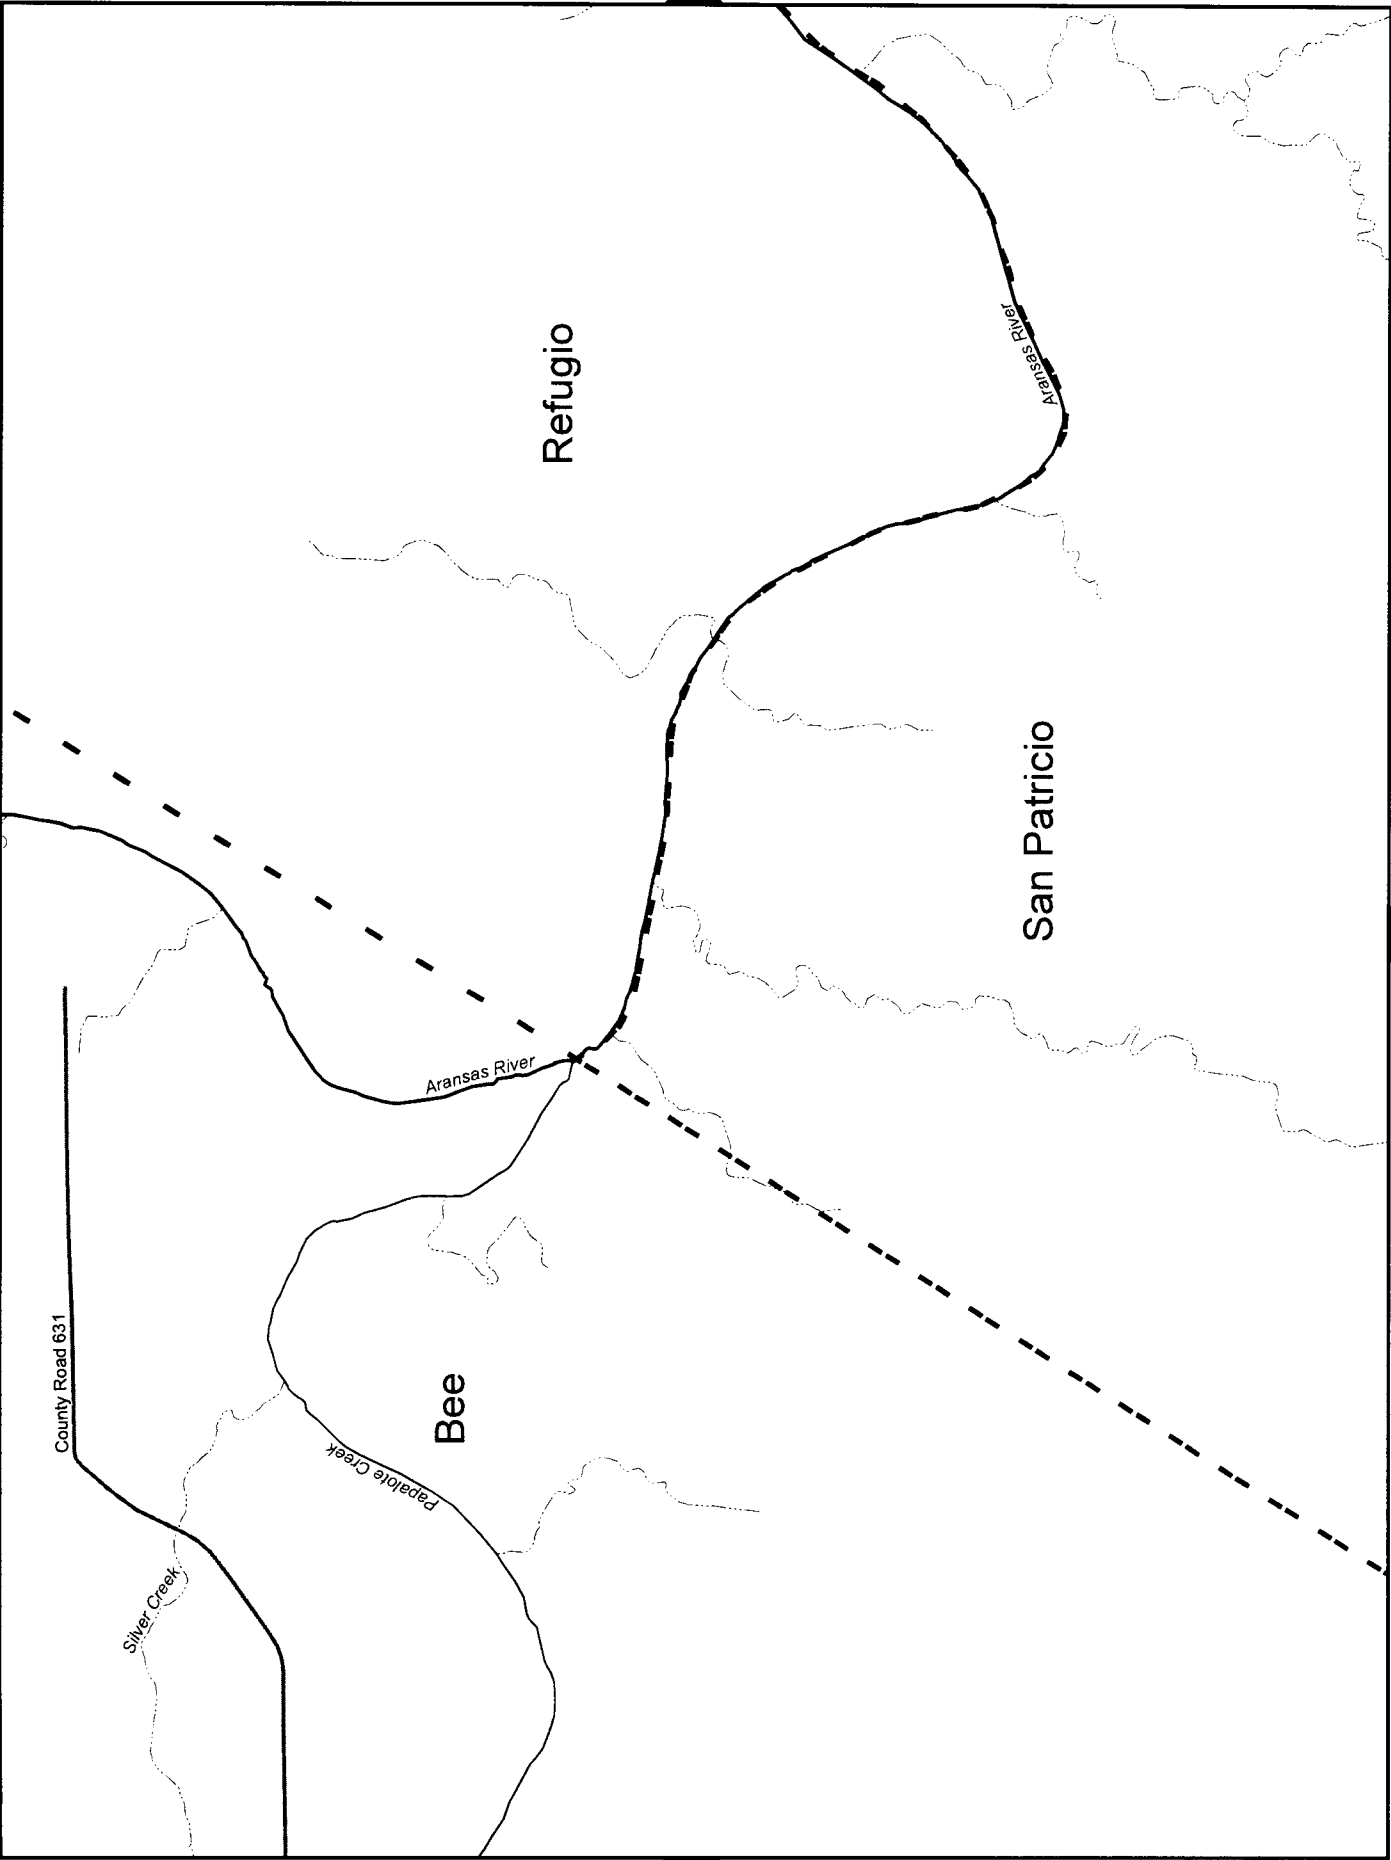 County Road 631
Silver Creek
Papalote Creek
Bee
Aransas River
Refugio
San Patricio
Aransas River